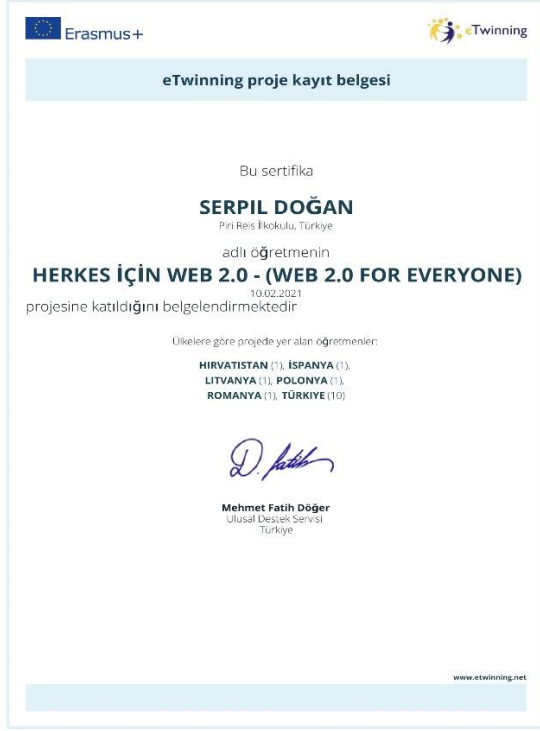 Erasmus+
eTwinning
eTwinning proje kayıt belgesi
Bu sertifika
SERPIL DOĞAN
Piri Reis İlkokulu, Türkiye
adlı öğretmenin
HERKES İÇİN WEB 2.0 - (WEB 2.0 FOR EVERYONE)
10.02.2021
projesine katıldığını belgelendirmektedir
Ülkelere göre projede yer alan öğretmenler:
HIRVATISTAN (1), İSPANYA (1),
LITVANYA (1), POLONYA (1),
ROMANYA (1), TÜRKIYE (10)
D. fatih
Mehmet Fatih Döğer
Ulusal Destek Servisi
Türkiye
www.etwinning.net